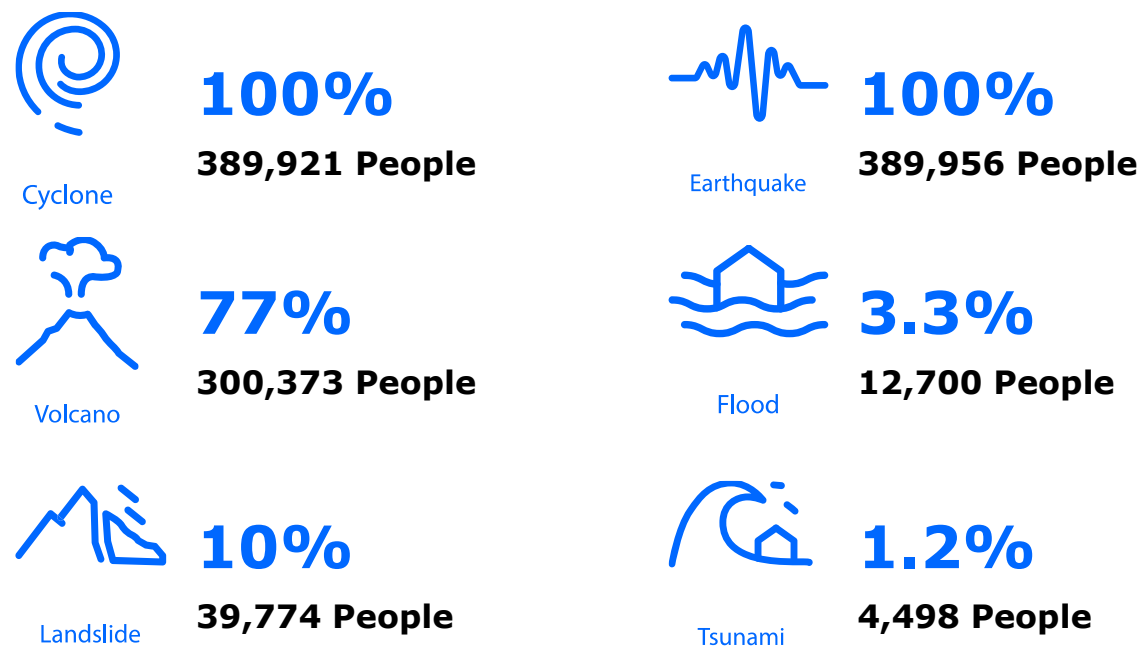 100%
389,921 People
Cyclone
100%
389,956 People
Earthquake
77%
300,373 People
Volcano
3.3%
12,700 People
Flood
10%
39,774 People
Landslide
1.2%
4,498 People
Tsunami